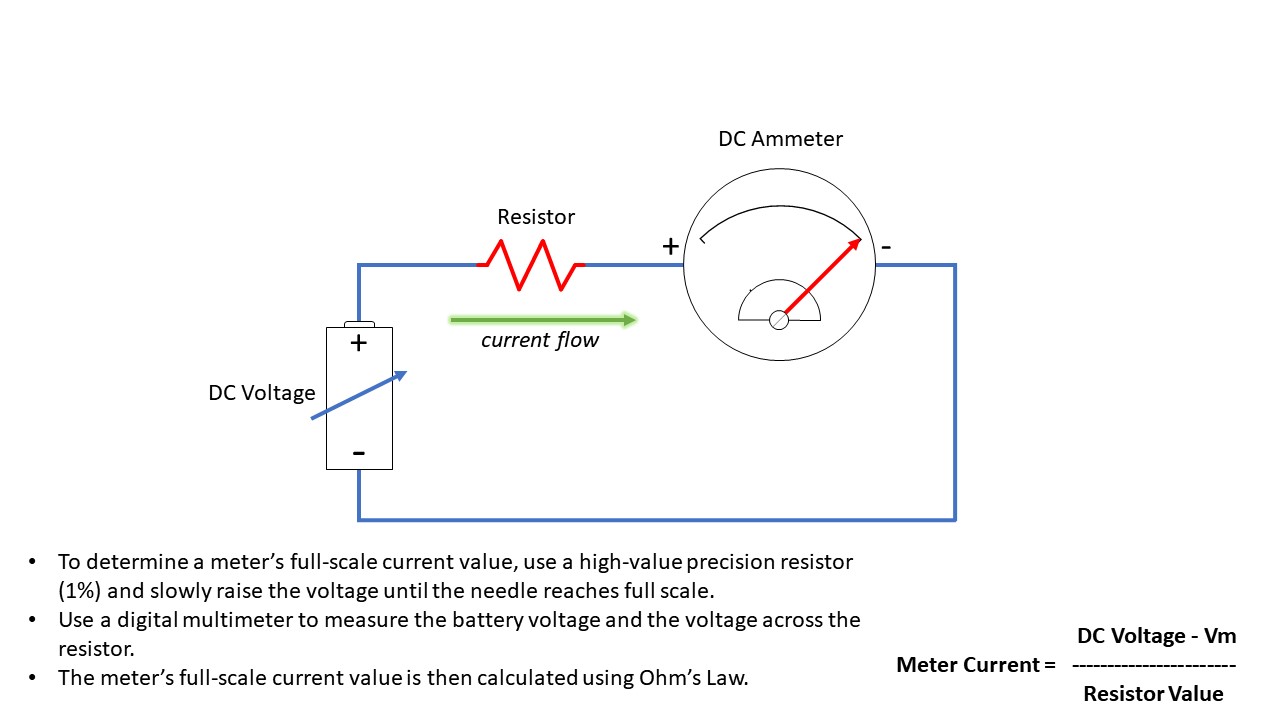 DC Ammeter
Resistor
+
-
current flow
+
DC Voltage
-
• To determine a meter’s full-scale current value, use a high-value precision resistor
(1%) and slowly raise the voltage until the needle reaches full scale.
• Use a digital multimeter to measure the battery voltage and the voltage across the
resistor.
• The meter’s full-scale current value is then calculated using Ohm’s Law.
DC Voltage - Vm
Meter Current = -----------------------
Resistor Value